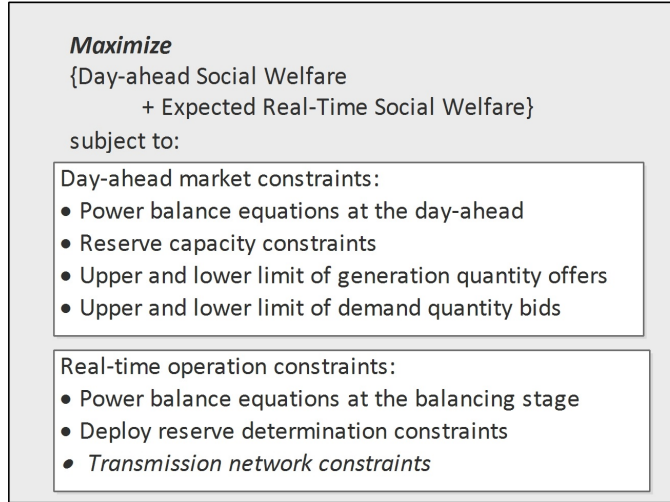 Maximize
{Day-ahead Social Welfare
+ Expected Real-Time Social Welfare}
subject to:
Day-ahead market constraints:
• Power balance equations at the day-ahead
• Reserve capacity constraints
• Upper and lower limit of generation quantity offers
• Upper and lower limit of demand quantity bids
Real-time operation constraints:
• Power balance equations at the balancing stage
• Deploy reserve determination constraints
• Transmission network constraints